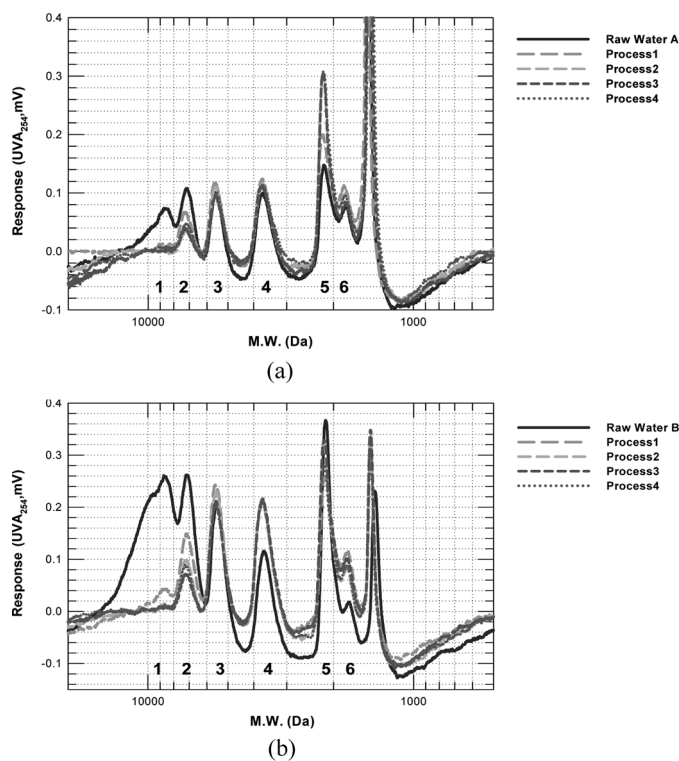 0.4
0.3
0.2
0.1
0.0
-0.1
Response (UVA254,mV)
1 2 3 4 5 6
10000 1000
M.W. (Da)
Raw Water A
Process1
Process2
Process3
Process4
(a)
0.4
0.3
0.2
0.1
0.0
-0.1
Response (UVA254,mV)
1 2 3 4 5 6
10000 1000
M.W. (Da)
Raw Water B
Process1
Process2
Process3
Process4
(b)